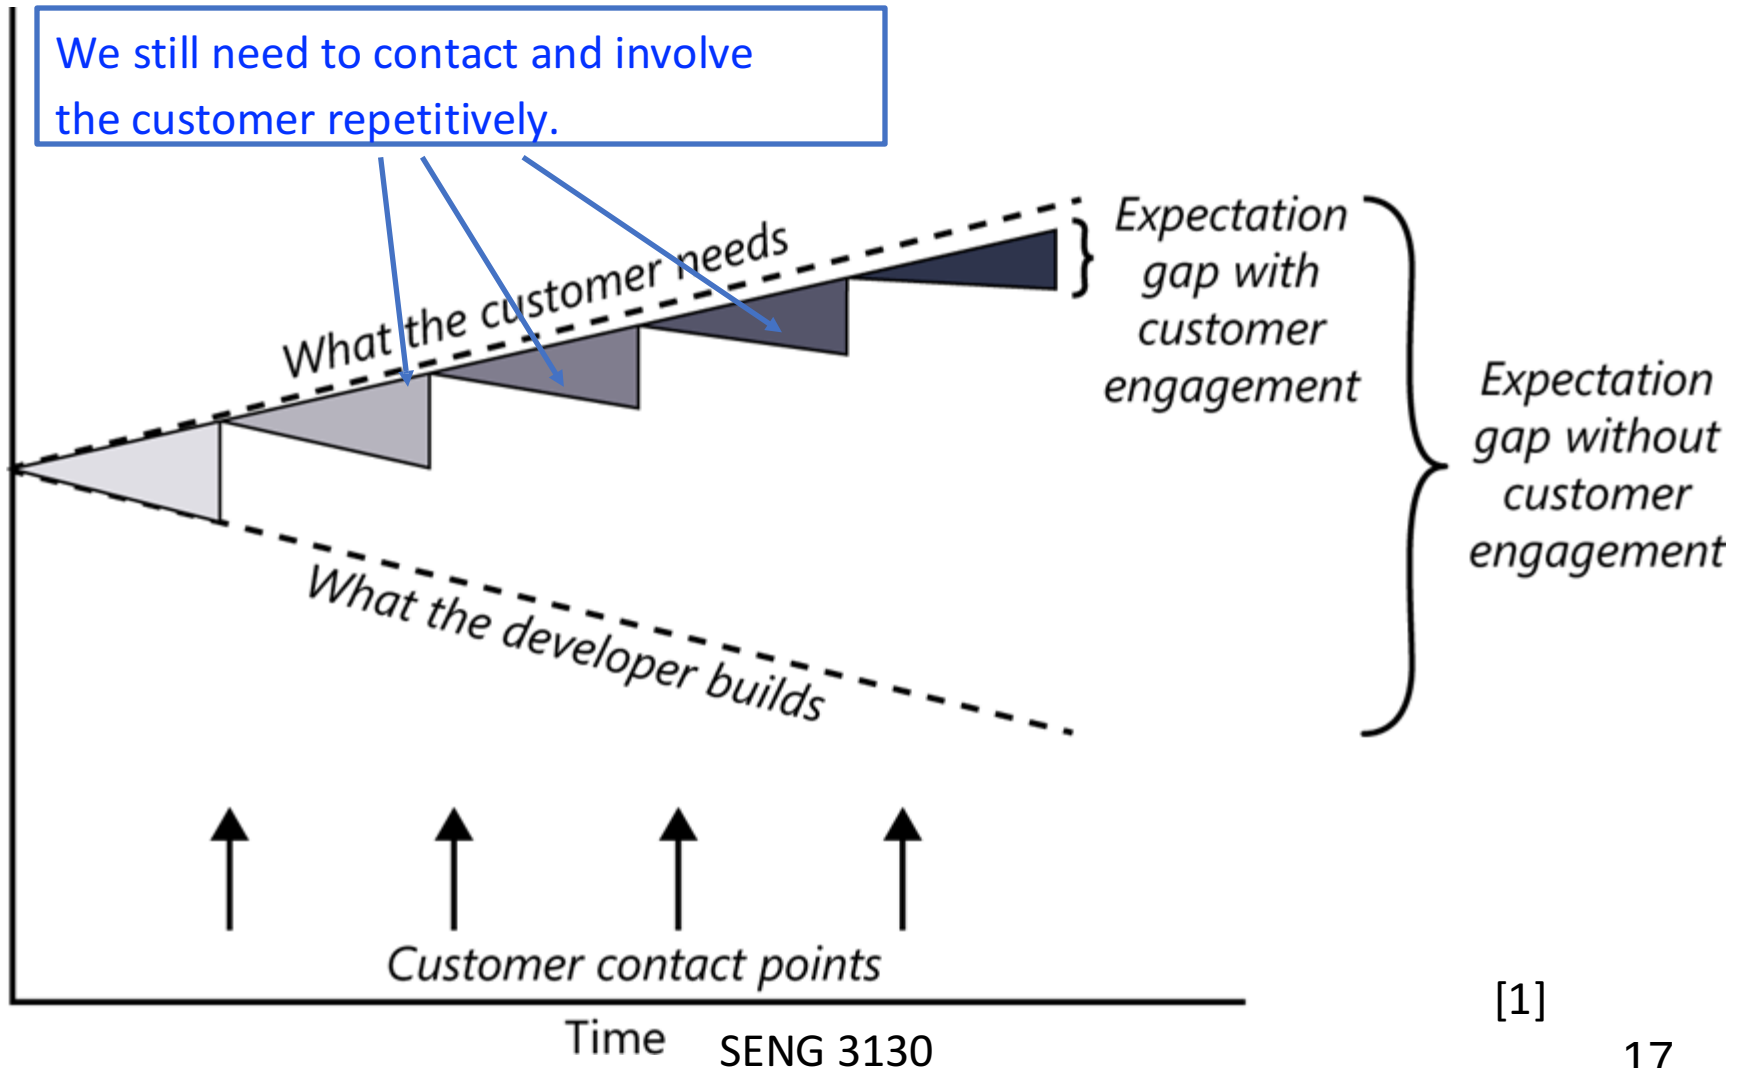 We still need to contact and involve
the customer repetitively.
What the customer needs
Expectation
gap with
customer
engagement
Expectation
gap without
customer
engagement
What the developer builds
Customer contact points
Time
SENG 3130
[1]
17